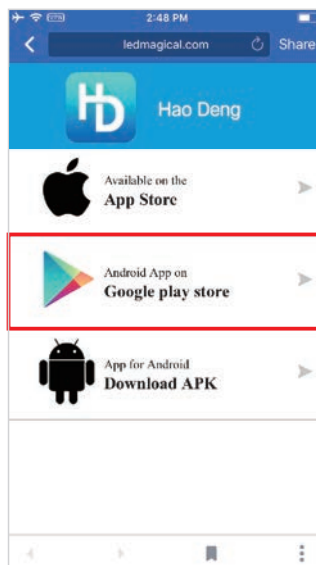 2:48 PM
ledmagical.com
Share
HD
Hao Deng
Available on the
App Store
Android App on
Google play store
App for Android
Download APK